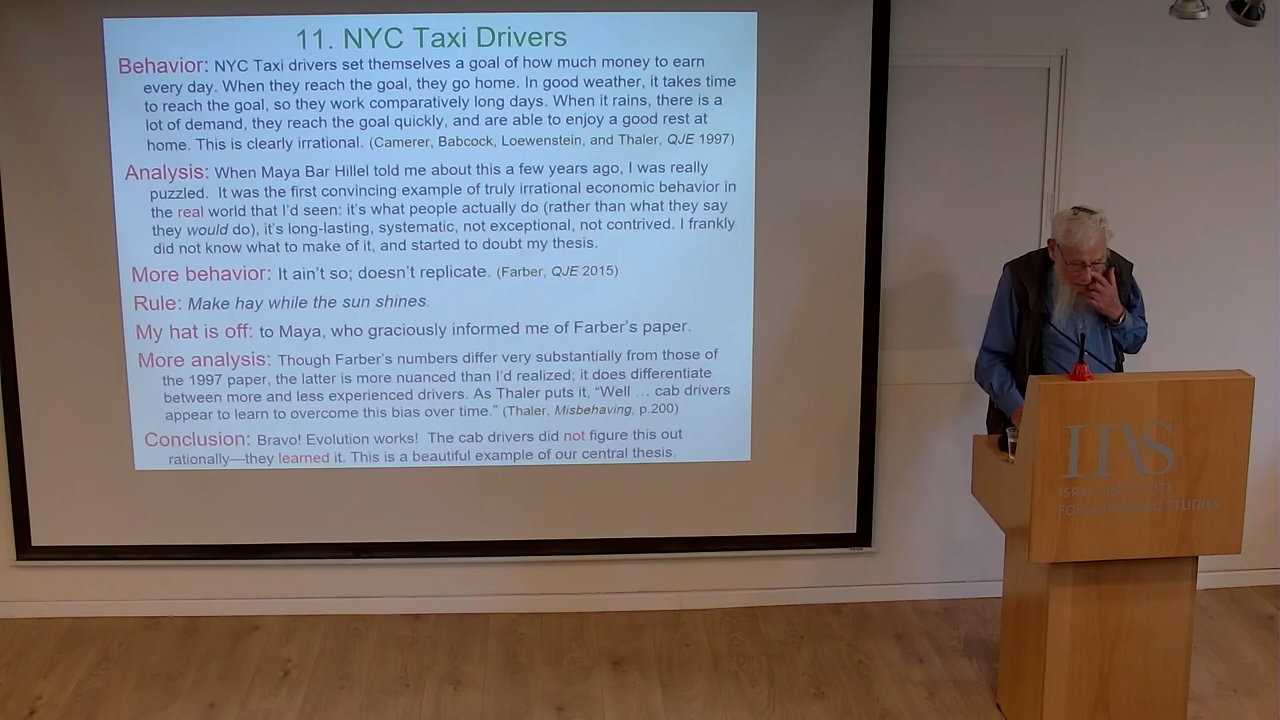 11. NYC Taxi Drivers
Behavior: NYC Taxi drivers set themselves a goal of how much money to earn
every day. When they reach the goal, they go home. In good weather, it takes time
to reach the goal, so they work comparatively long days. When it rains, there is a
lot of demand, they reach the goal quickly, and are able to enjoy a good rest at
home. This is clearly irrational. (Camerer, Babcock, Loewenstein, and Thaler, QJE 1997)
Analysis: When Maya Bar Hillel told me about this a few years ago, I was really
puzzled. It was the first convincing example of truly irrational economic behavior in
the real world that I'd seen: it's what people actually do (rather than what they say
they would do), it's long-lasting, systematic, not exceptional, not contrived. I frankly
did not know what to make of it, and started to doubt my thesis.
More behavior: It ain't so; doesn't replicate. (Farber, QJE 2015)
Rule: Make hay while the sun shines.
My hat is off: to Maya, who graciously informed me of Farber's paper.
More analysis: Though Farber's numbers differ very substantially from those of
the 1997 paper, the latter is more nuanced than I'd realized; it does differentiate
between more and less experienced drivers. As Thaler puts it, "Well … cab drivers
appear to learn to overcome this bias over time." (Thaler, Misbehaving, p.200)
Conclusion: Bravo! Evolution works! The cab drivers did not figure this out
rationally—they learned it. This is a beautiful example of our central thesis.
IIAS
ISRAEL INSTITUTE
FOR ADVANCED STUDIES